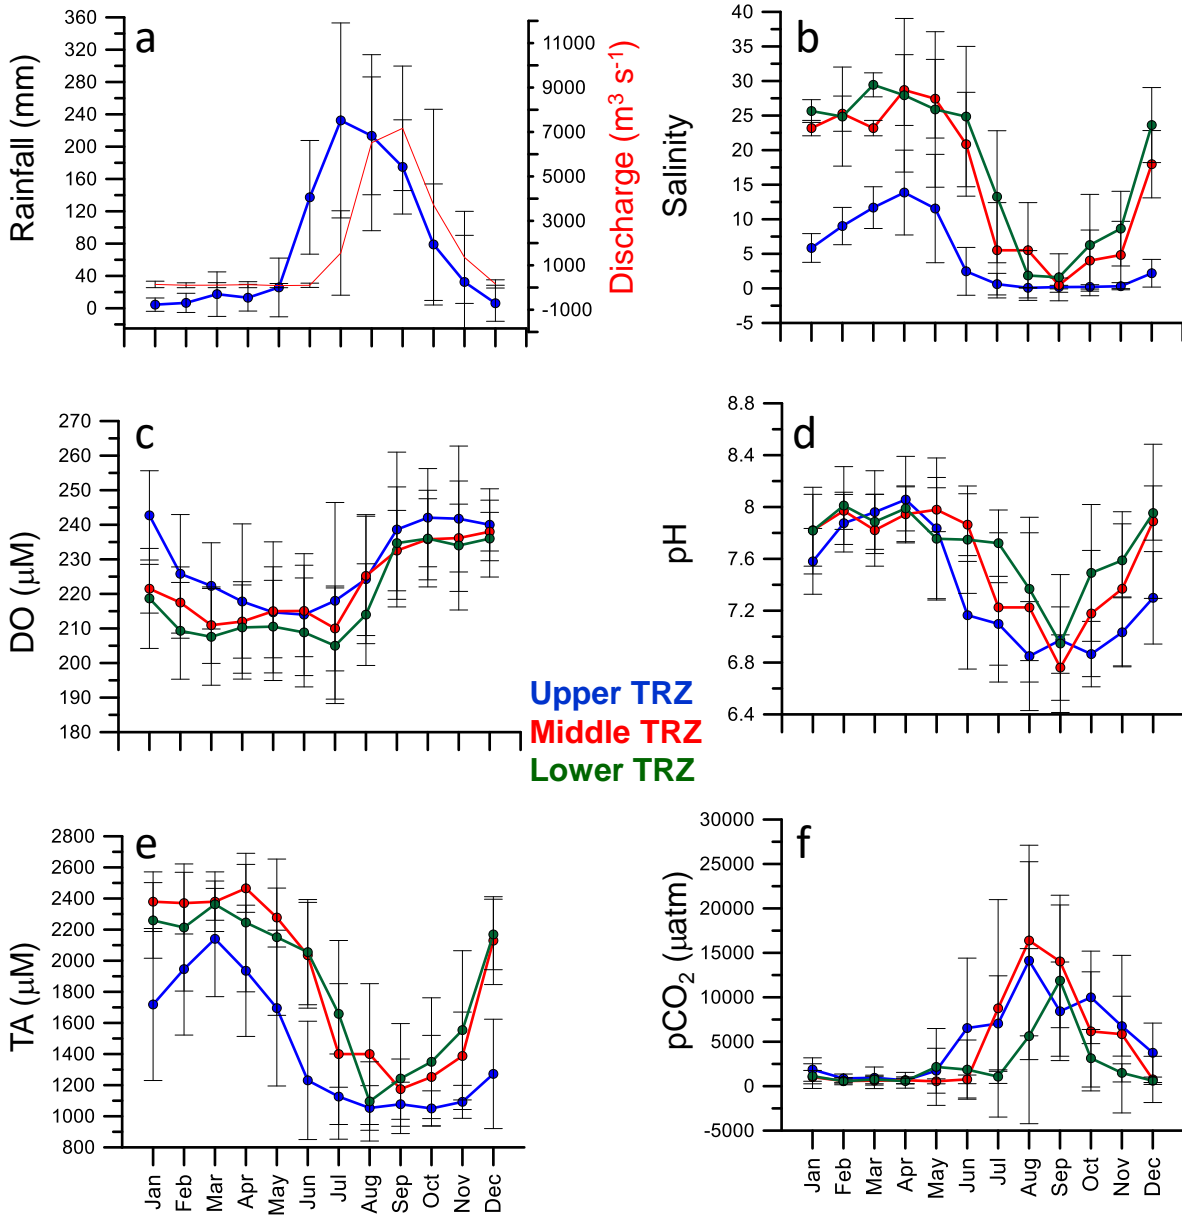 a
Rainfall (mm)
360
320
280
240
200
160
120
80
40
0
11000
9000
7000
5000
3000
1000
-1000
Discharge (m³ s⁻¹)
b
Salinity
40
35
30
25
20
15
10
5
0
-5
c
DO (µM)
270
260
250
240
230
220
210
200
190
180
d
pH
8.8
8.4
8
7.6
7.2
6.8
6.4
Upper TRZ
Middle TRZ
Lower TRZ
e
TA (µM)
2800
2600
2400
2200
2000
1800
1600
1400
1200
1000
800
Jan
Feb
Mar
Apr
May
Jun
Jul
Aug
Sep
Oct
Nov
Dec
f
pCO₂ (µatm)
30000
25000
20000
15000
10000
5000
0
-5000
Jan
Feb
Mar
Apr
May
Jun
Jul
Aug
Sep
Oct
Nov
Dec